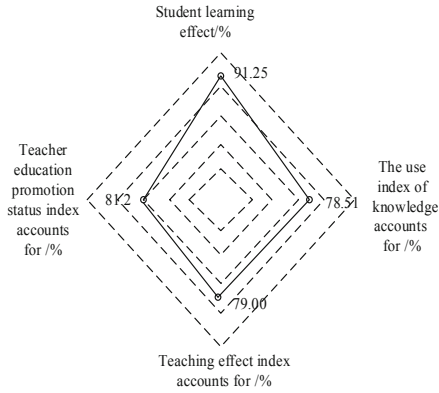 Student learning
effect/%
91.25
Teacher
education
promotion
status index
accounts
for /%
81.2
78.51
The use
index of
knowledge
accounts
for /%
79.00
Teaching effect index
accounts for /%